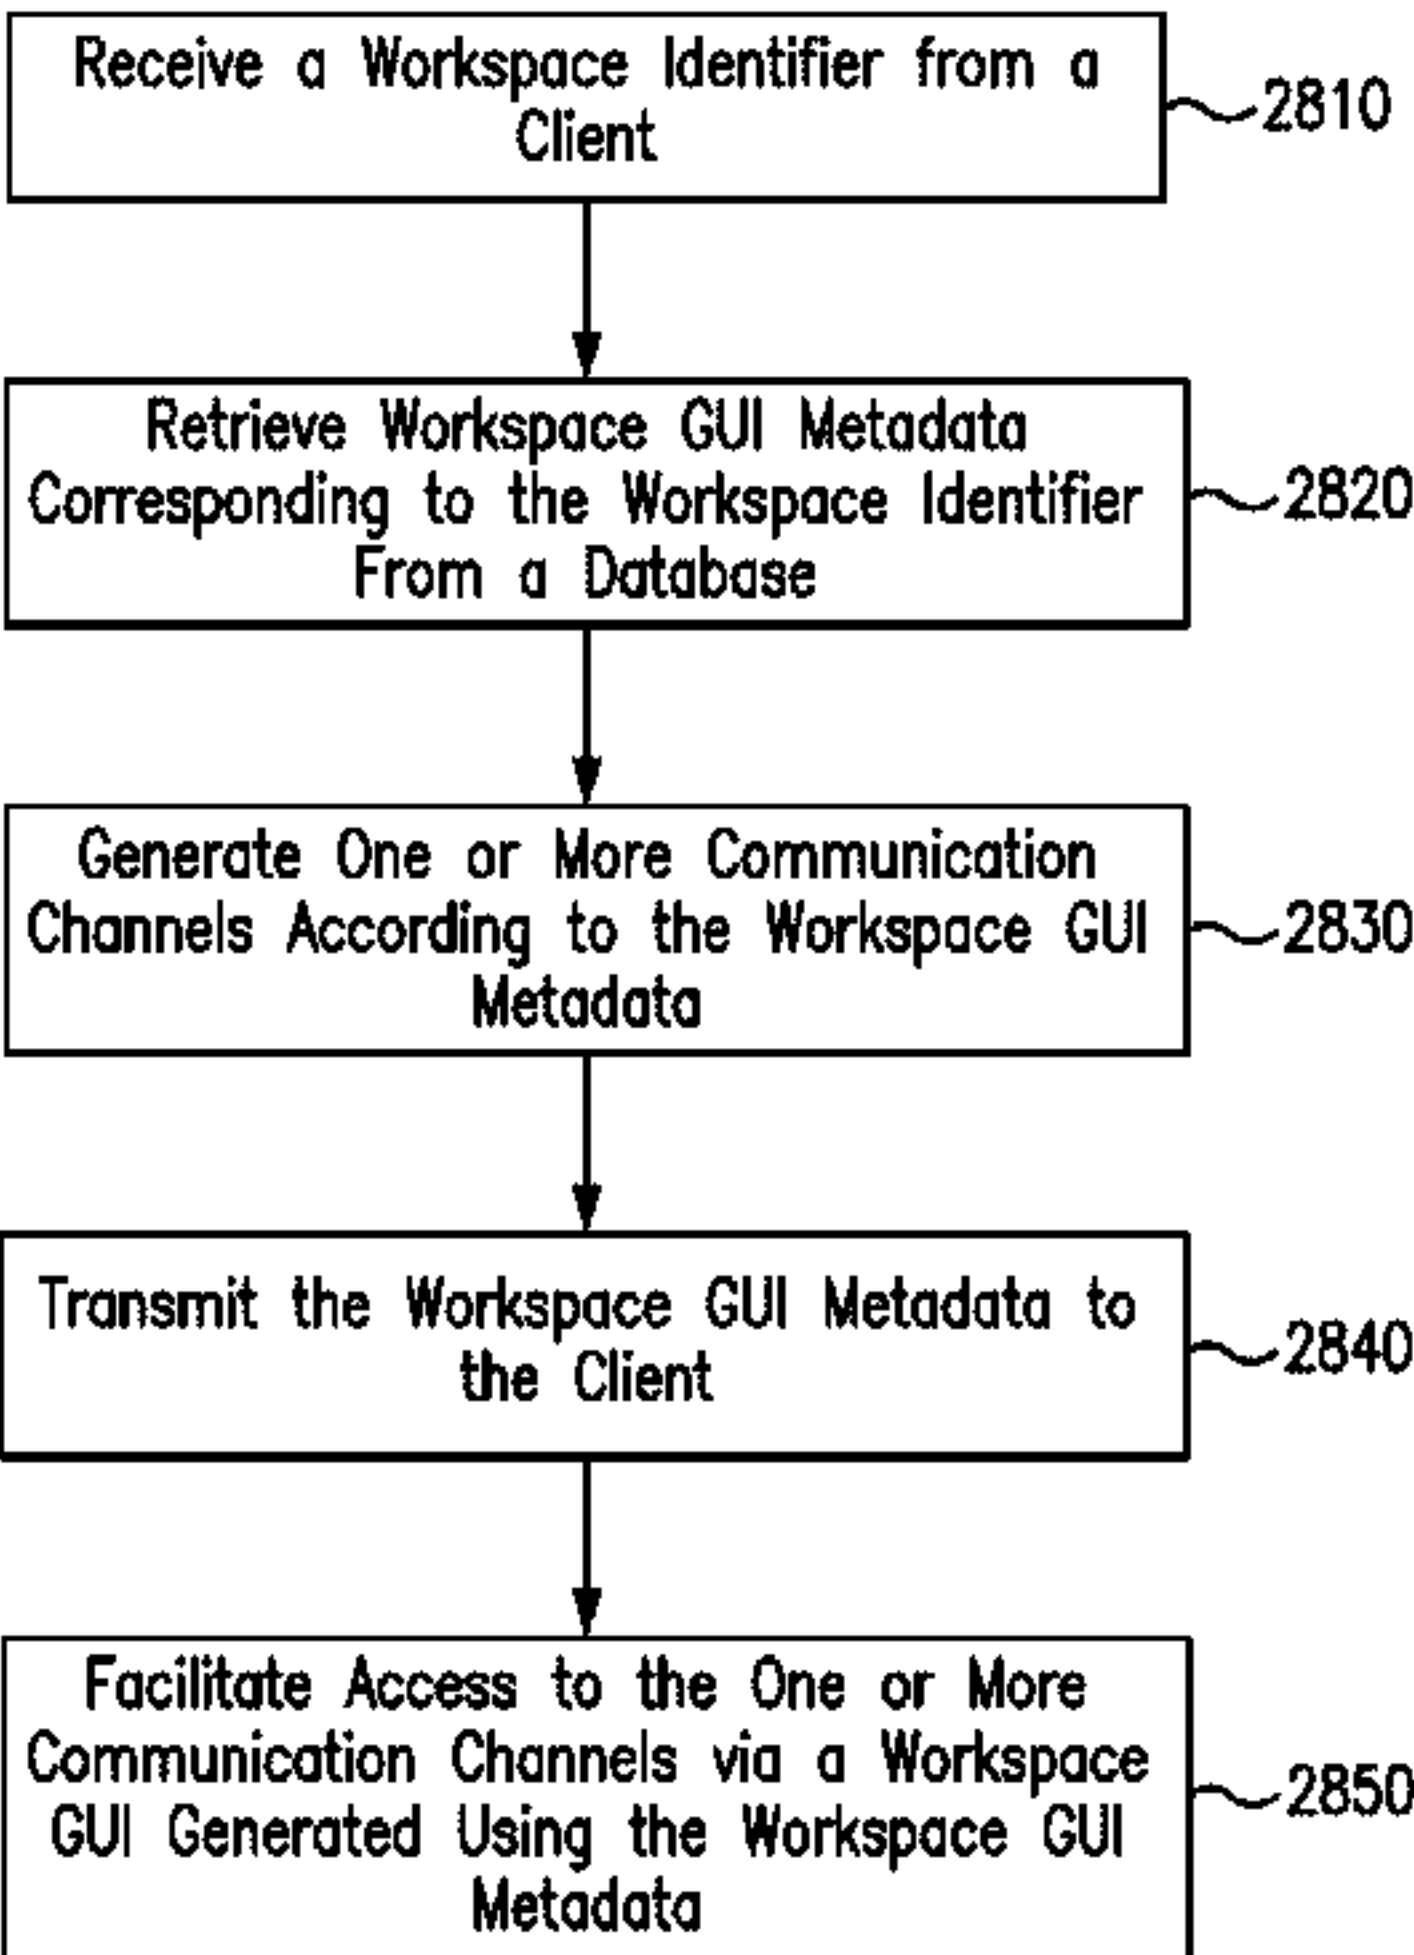 Receive a Workspace Identifier from a
Client
2810
Retrieve Workspace GUI Metadata
Corresponding to the Workspace Identifier
From a Database
2820
Generate One or More Communication
Channels According to the Workspace GUI
Metadata
2830
Transmit the Workspace GUI Metadata to
the Client
2840
Facilitate Access to the One or More
Communication Channels via a Workspace
GUI Generated Using the Workspace GUI
Metadata
2850